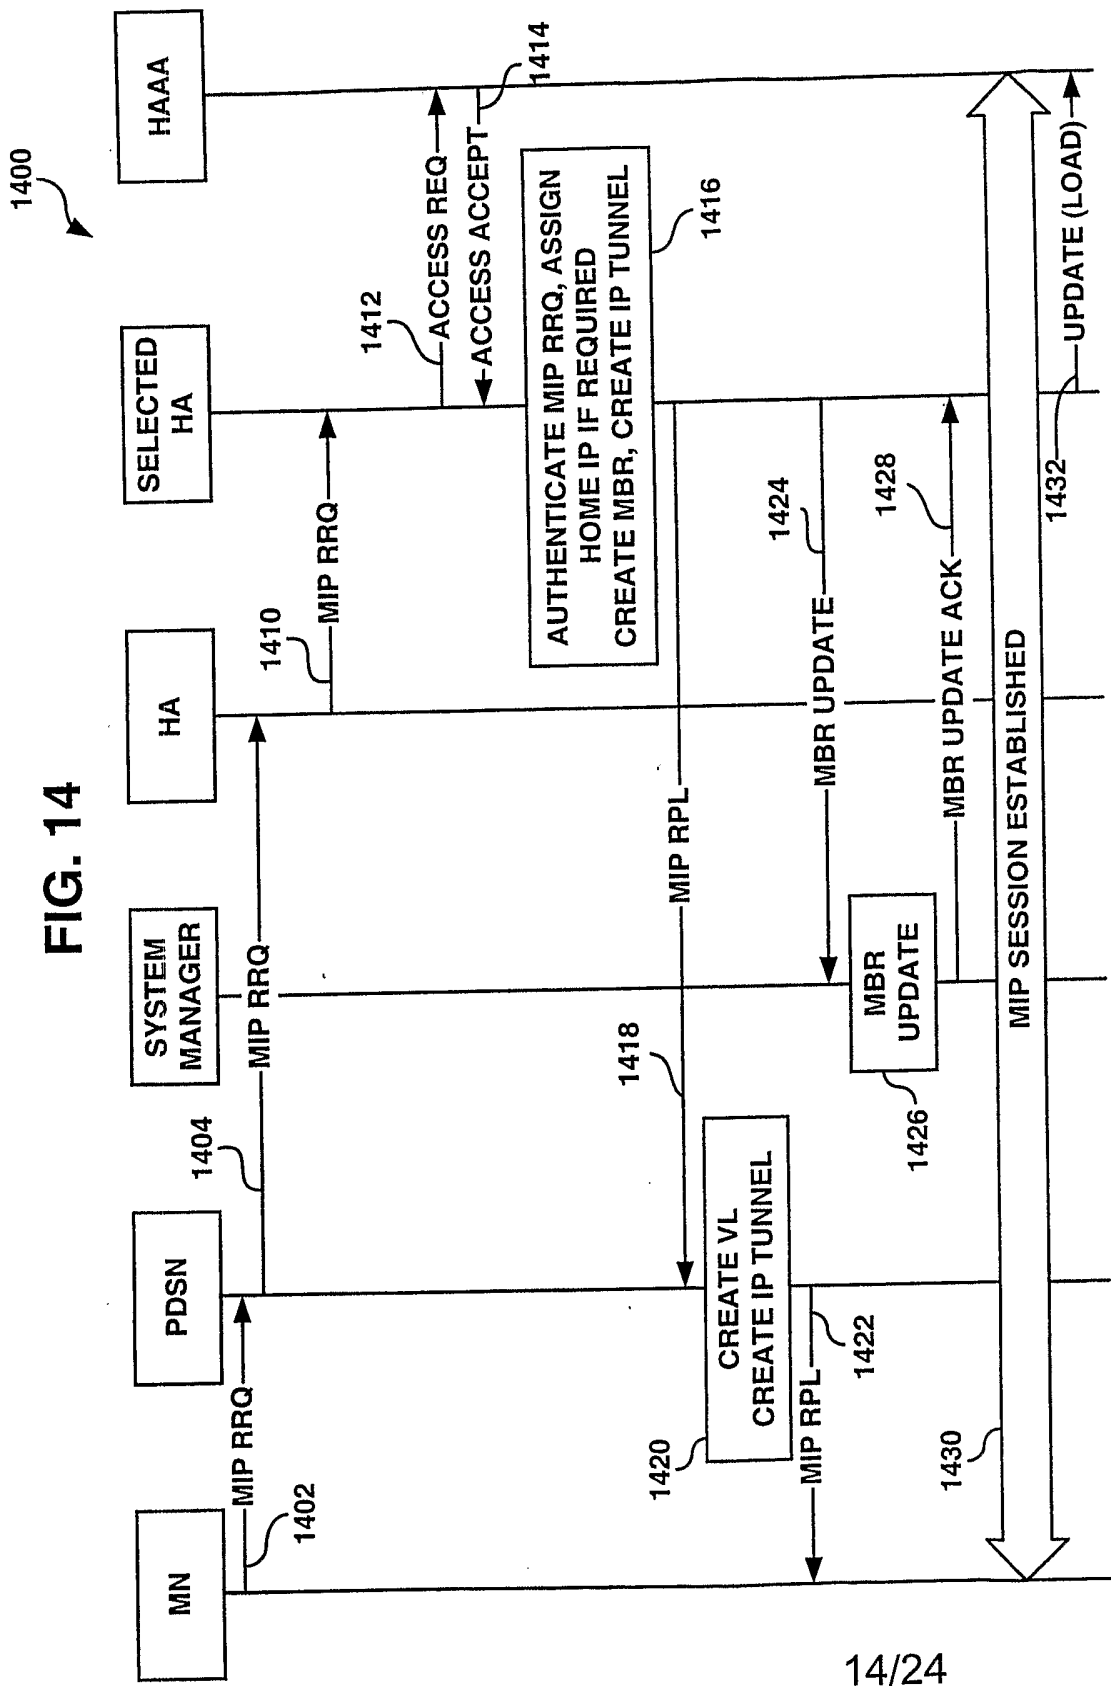 FIG. 14
1400
MN
PDSN
SYSTEM
MANAGER
HA
SELECTED
HA
HAAA
MIP RRQ
1402
1404
MIP RRQ
1410
MIP RRQ
1412
ACCESS REQ
ACCESS ACCEPT
1414
AUTHENTICATE MIP RRQ, ASSIGN
HOME IP IF REQUIRED
CREATE MBR, CREATE IP TUNNEL
1416
MIP RPL
1418
CREATE VL
CREATE IP TUNNEL
1420
MIP RPL
1422
MBR UPDATE
1424
MBR
UPDATE
1426
MBR UPDATE ACK
1428
MIP SESSION ESTABLISHED
1430
UPDATE (LOAD)
1432
14/24